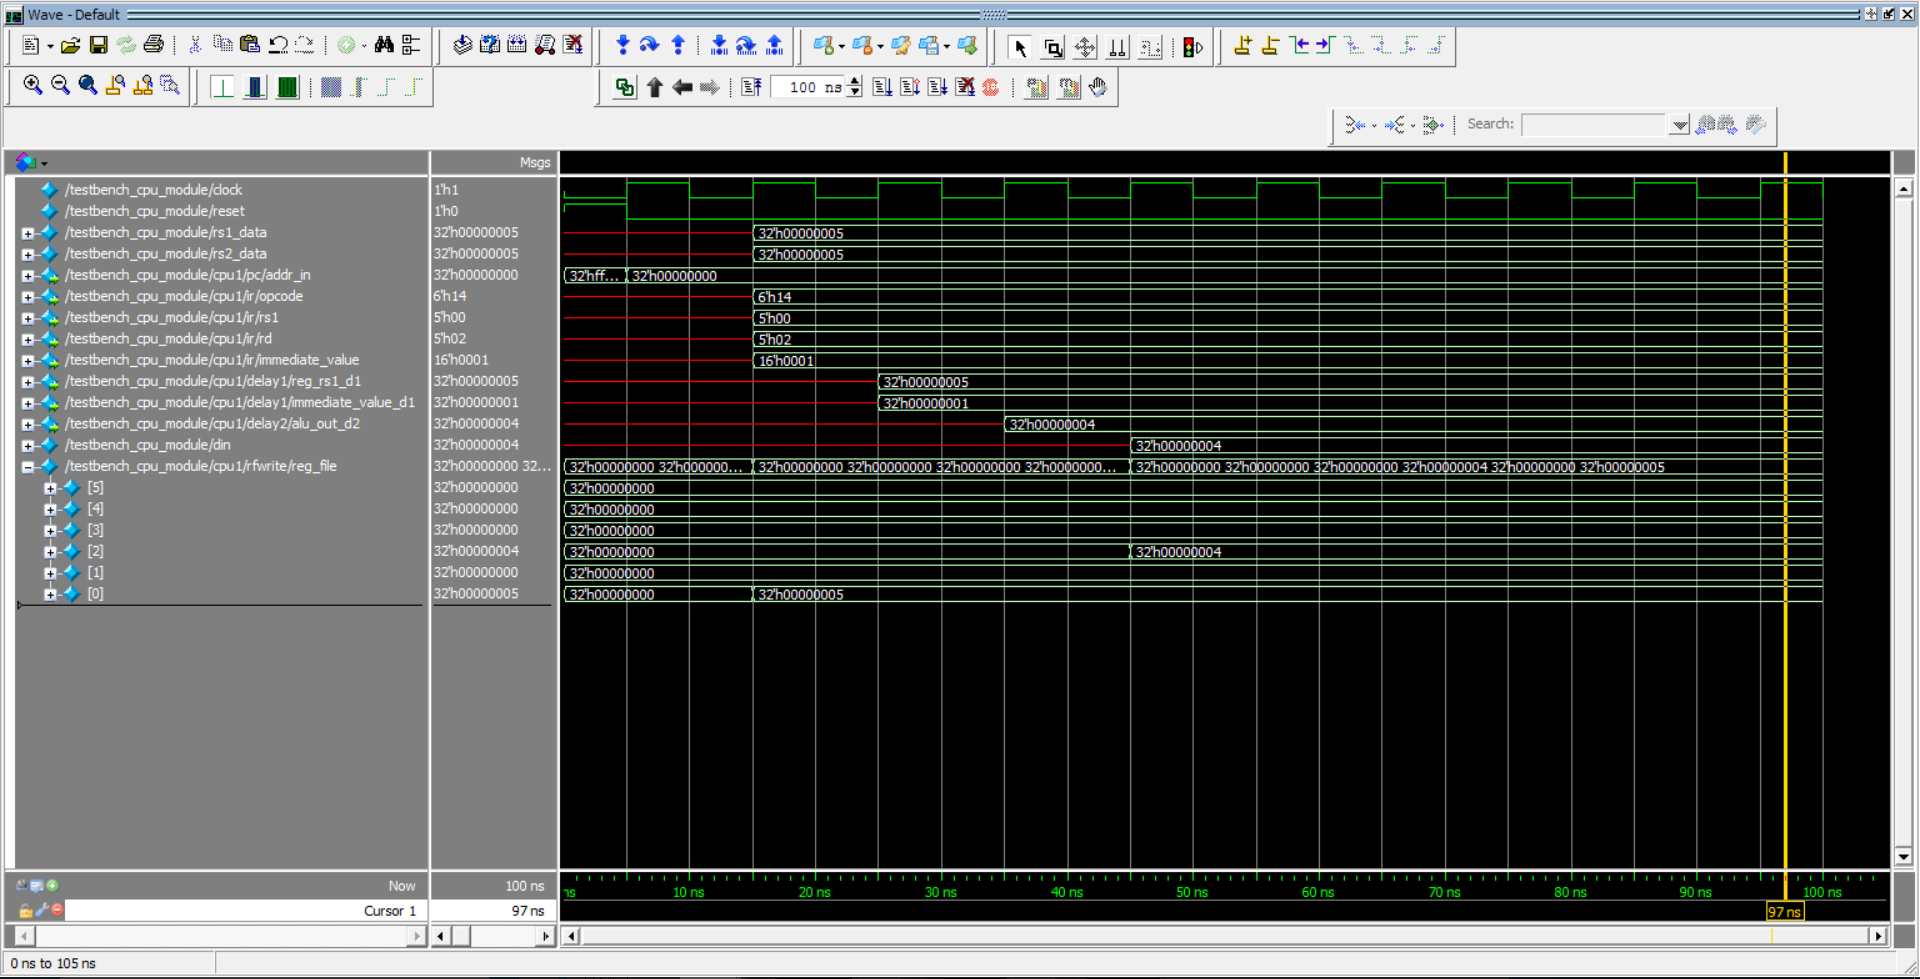 Wave - Default
100 ns
Search:
Msgs
/testbench_cpu_module/clock 1'h1
/testbench_cpu_module/reset 1'h0
/testbench_cpu_module/rs1_data 32'h00000005 32'h00000005
/testbench_cpu_module/rs2_data 32'h00000005 32'h00000005
/testbench_cpu_module/cpu1/pc/addr_in 32'h00000000 32'hff... 32'h00000000
/testbench_cpu_module/cpu1/ir/opcode 6'h14 6'h14
/testbench_cpu_module/cpu1/ir/rs1 5'h00 5'h00
/testbench_cpu_module/cpu1/ir/rd 5'h02 5'h02
/testbench_cpu_module/cpu1/ir/immediate_value 16'h0001 16'h0001
/testbench_cpu_module/cpu1/delay1/reg_rs1_d1 32'h00000005 32'h00000005
/testbench_cpu_module/cpu1/delay1/immediate_value_d1 32'h00000001 32'h00000001
/testbench_cpu_module/cpu1/delay2/alu_out_d2 32'h00000004 32'h00000004
/testbench_cpu_module/din 32'h00000004 32'h00000004
/testbench_cpu_module/cpu1/rfwrite/reg_file 32'h00000000 32... 32'h00000000 32'h000000... 32'h00000000 32'h00000000 32'h00000000 32'h0000000... 32'h00000000 32'h00000000 32'h00000000 32'h00000004 32'h00000000 32'h00000005
[5] 32'h00000000 32'h00000000
[4] 32'h00000000 32'h00000000
[3] 32'h00000000 32'h00000000
[2] 32'h00000004 32'h00000000 32'h00000004
[1] 32'h00000000 32'h00000000
[0] 32'h00000005 32'h00000000 32'h00000005
Now 100 ns ns 10 ns 20 ns 30 ns 40 ns 50 ns 60 ns 70 ns 80 ns 90 ns 100 ns
Cursor 1 97 ns 97 ns
0 ns to 105 ns